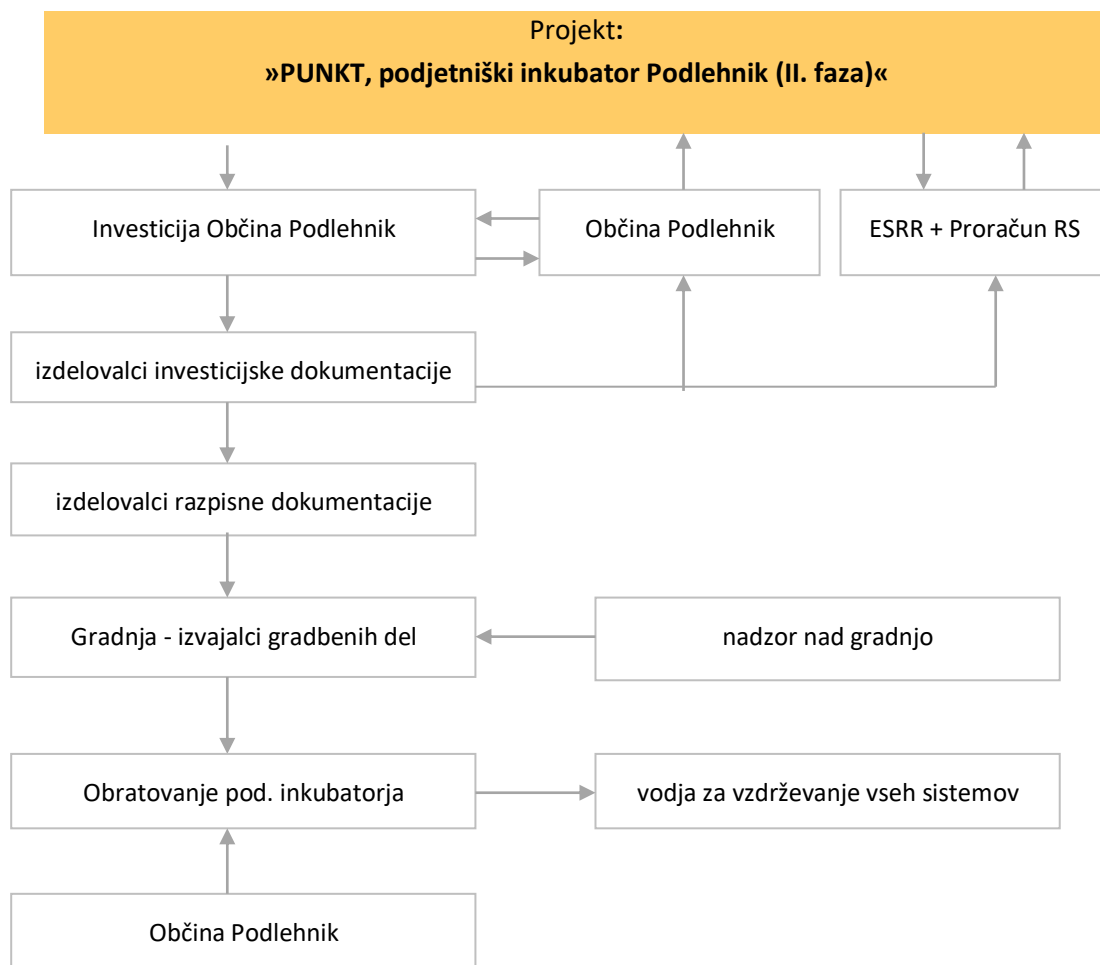 Projekt:
»PUNKT, podjetniški inkubator Podlehnik (II. faza)«
Investicija Občina Podlehnik
Občina Podlehnik
ESRR + Proračun RS
izdelovalci investicijske dokumentacije
izdelovalci razpisne dokumentacije
Gradnja - izvajalci gradbenih del
nadzor nad gradnjo
Obratovanje pod. inkubatorja
vodja za vzdrževanje vseh sistemov
Občina Podlehnik